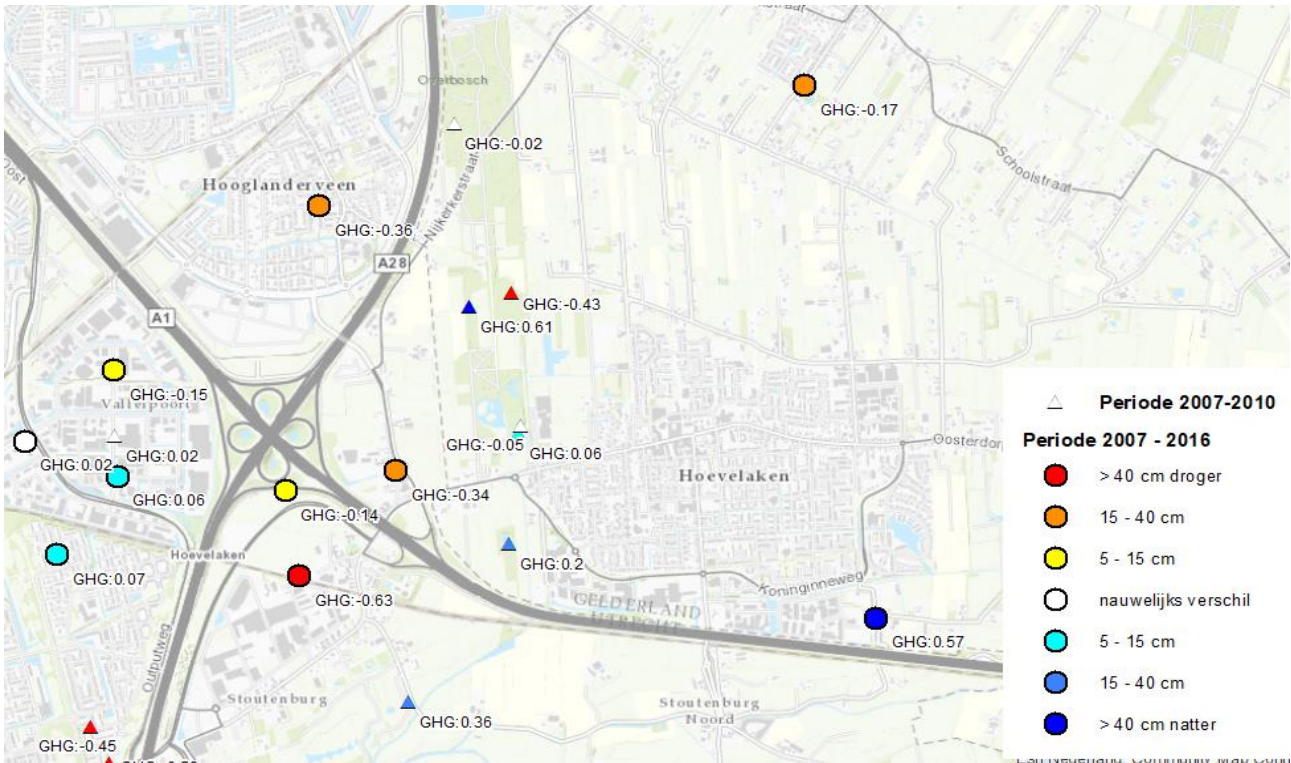 Overbosch
GHG:-0.17
GHG:-0.02
Schoolstraat
Oost
Hooglanderveen
Nijkerkerstraat
GHG:-0.36
A28
GHG:-0.43
A1
GHG:0.61
GHG:-0.15
Periode 2007-2010
Periode 2007 - 2016
> 40 cm droger
15 - 40 cm
5 - 15 cm
nauwelijks verschil
5 - 15 cm
15 - 40 cm
> 40 cm natter
GHG:-0.05
GHG:0.06
Oosterdorp
GHG:0.02
GHG:0.02
Hoevelaken
GHG:0.06
GHG:-0.34
GHG:-0.14
Hoevelaken
GHG:0.2
GHG:0.07
Koninginneweg
GHG:-0.63
GELDERLAND
UTRECHT
GHG:0.57
Outputweg
Stoutenburg
Stoutenburg
Noord
GHG:0.36
GHG:-0.45